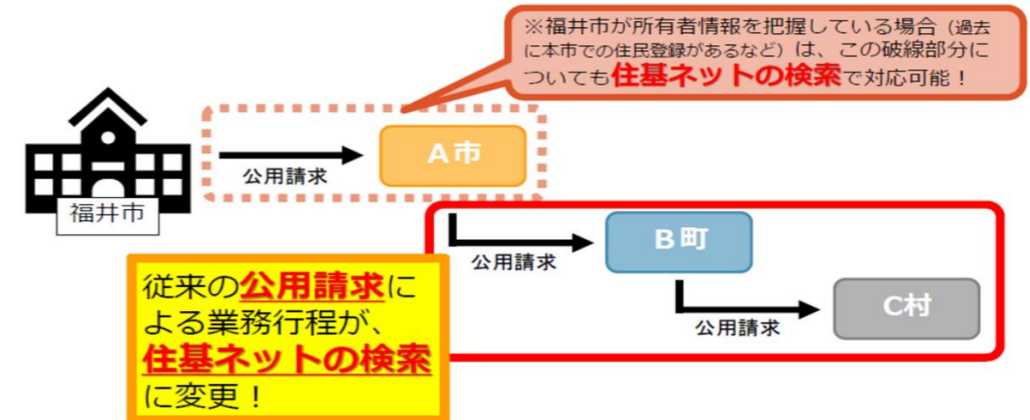 ※福井市が所有者情報を把握している場合（過去
に本市での住民登録があるなど）は、この破線部分に
ついても住基ネットの検索で対応可能！
A市
公用請求
福井市
B町
公用請求
C村
公用請求
従来の公用請求に
よる業務行程が、
住基ネットの検索
に変更！